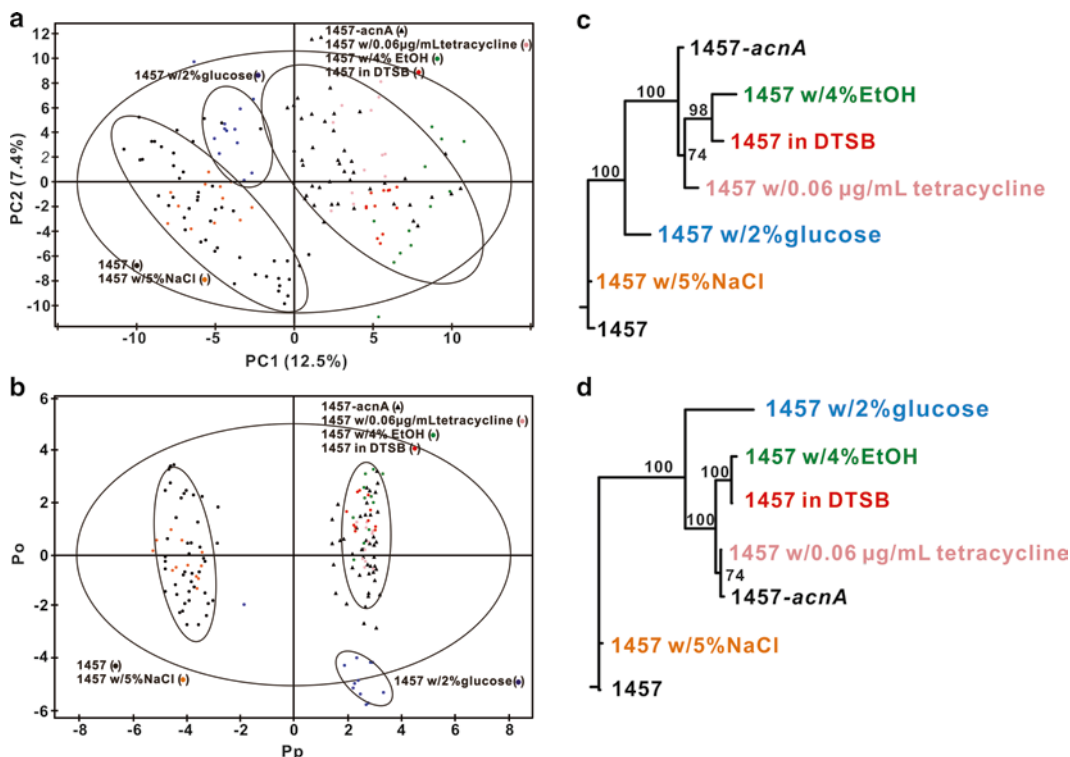 a
12
10
8
6
4
2
0
-2
-4
-6
-8
-10
PC2 (7.4%)
1457-acnA (▲)
1457 w/0.06µg/mLtetracycline(•)
1457 w/4% EtOH (•)
1457 in DTSB (•)
1457 w/2%glucose(•)
1457 (•)
1457 w/5%NaCl (•)
-10 -5 0 5 10
PC1 (12.5%)
b
6
4
2
0
-2
-4
-6
Po
1457-acnA (▲)
1457 w/0.06µg/mLtetracycline(•)
1457 w/4% EtOH (•)
1457 in DTSB (•)
1457 (•)
1457 w/5%NaCl (•)
1457 w/2%glucose(•)
-8 -6 -4 -2 0 2 4 6 8
Pp
c
1457-acnA
100
1457 w/4%EtOH
98
1457 in DTSB
100
74
1457 w/0.06 µg/mL tetracycline
1457 w/2%glucose
1457 w/5%NaCl
1457
d
1457 w/2%glucose
100
1457 w/4%EtOH
100
1457 in DTSB
100
1457 w/0.06 µg/mL tetracycline
74
1457-acnA
1457 w/5%NaCl
1457